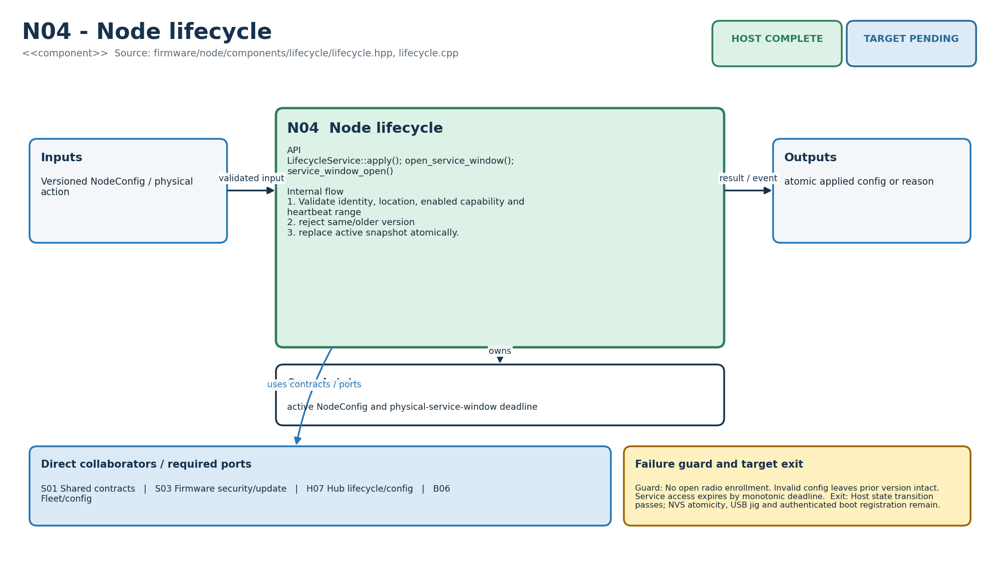 N04 - Node lifecycle
<<component>>  Source: firmware/node/components/lifecycle/lifecycle.hpp, lifecycle.cpp
HOST COMPLETE
TARGET PENDING
Inputs
Versioned NodeConfig / physical
action
validated input
N04  Node lifecycle
API
LifecycleService::apply(); open_service_window();
service_window_open()
Internal flow
1. Validate identity, location, enabled capability and
heartbeat range
2. reject same/older version
3. replace active snapshot atomically.
result / event
Outputs
atomic applied config or reason
owns
uses contracts / ports
active NodeConfig and physical-service-window deadline
Direct collaborators / required ports
S01 Shared contracts   |   S03 Firmware security/update   |   H07 Hub lifecycle/config   |   B06
Fleet/config
Failure guard and target exit
Guard: No open radio enrollment. Invalid config leaves prior version intact.
Service access expires by monotonic deadline.  Exit: Host state transition
passes; NVS atomicity, USB jig and authenticated boot registration remain.